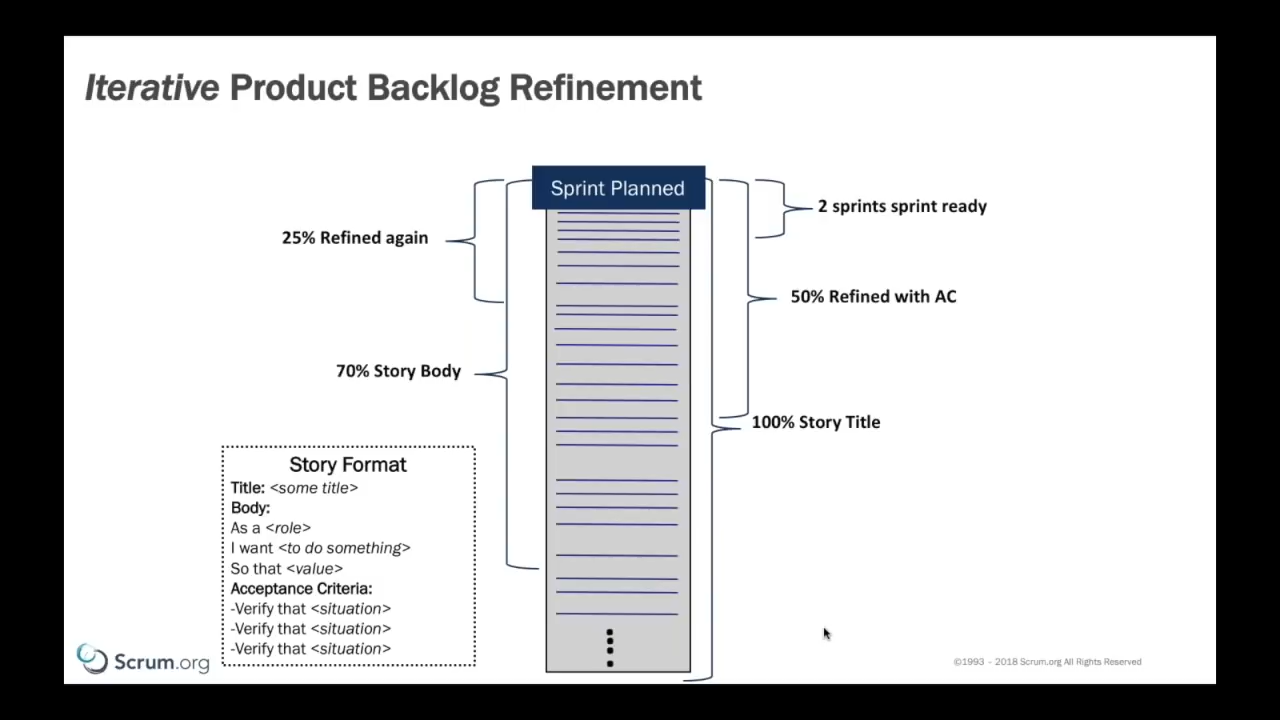 Iterative Product Backlog Refinement
Sprint Planned
2 sprints sprint ready
25% Refined again
50% Refined with AC
70% Story Body
100% Story Title
Story Format
Title: <some title>
Body:
As a <role>
I want <to do something>
So that <value>
Acceptance Criteria:
-Verify that <situation>
-Verify that <situation>
-Verify that <situation>
Scrum.org
©1993 - 2018 Scrum.org All Rights Reserved